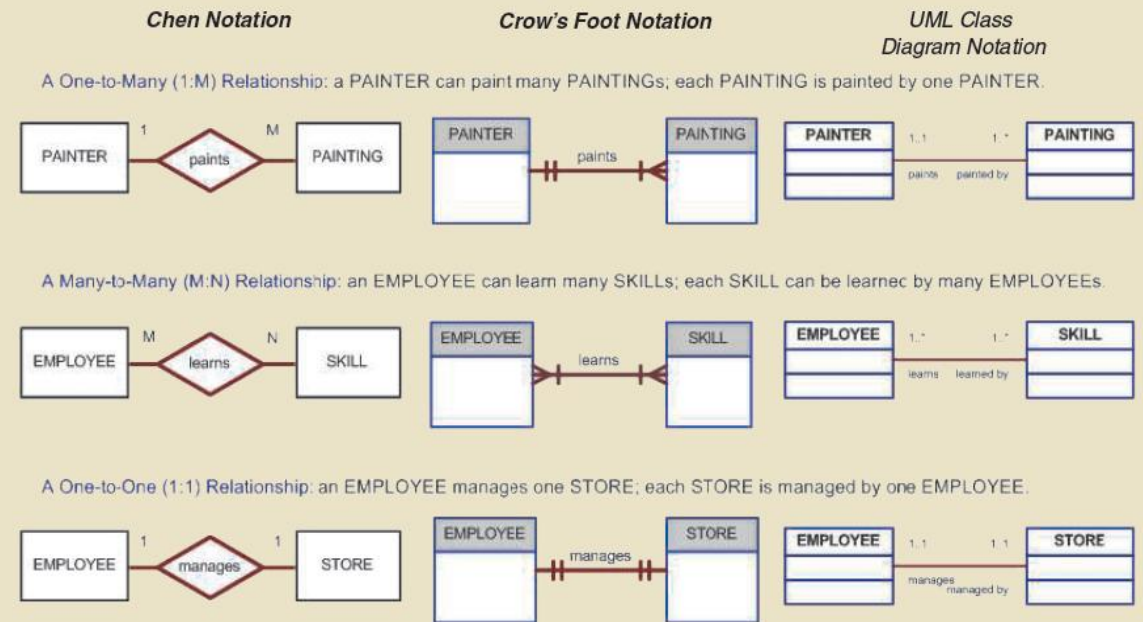 Chen Notation
Crow's Foot Notation
UML Class
Diagram Notation
A One-to-Many (1:M) Relationship: a PAINTER can paint many PAINTINGs; each PAINTING is painted by one PAINTER.
PAINTER
1
paints
M
PAINTING
PAINTER
paints
PAINTING
PAINTER
1..1
1..*
paints
painted by
PAINTING
A Many-to-Many (M:N) Relationship: an EMPLOYEE can learn many SKILLs; each SKILL can be learned by many EMPLOYEEs.
EMPLOYEE
M
learns
N
SKILL
EMPLOYEE
learns
SKILL
EMPLOYEE
1..*
1..*
learns
learned by
SKILL
A One-to-One (1:1) Relationship: an EMPLOYEE manages one STORE; each STORE is managed by one EMPLOYEE.
EMPLOYEE
1
manages
1
STORE
EMPLOYEE
manages
STORE
EMPLOYEE
1..1
1..1
manages
managed by
STORE